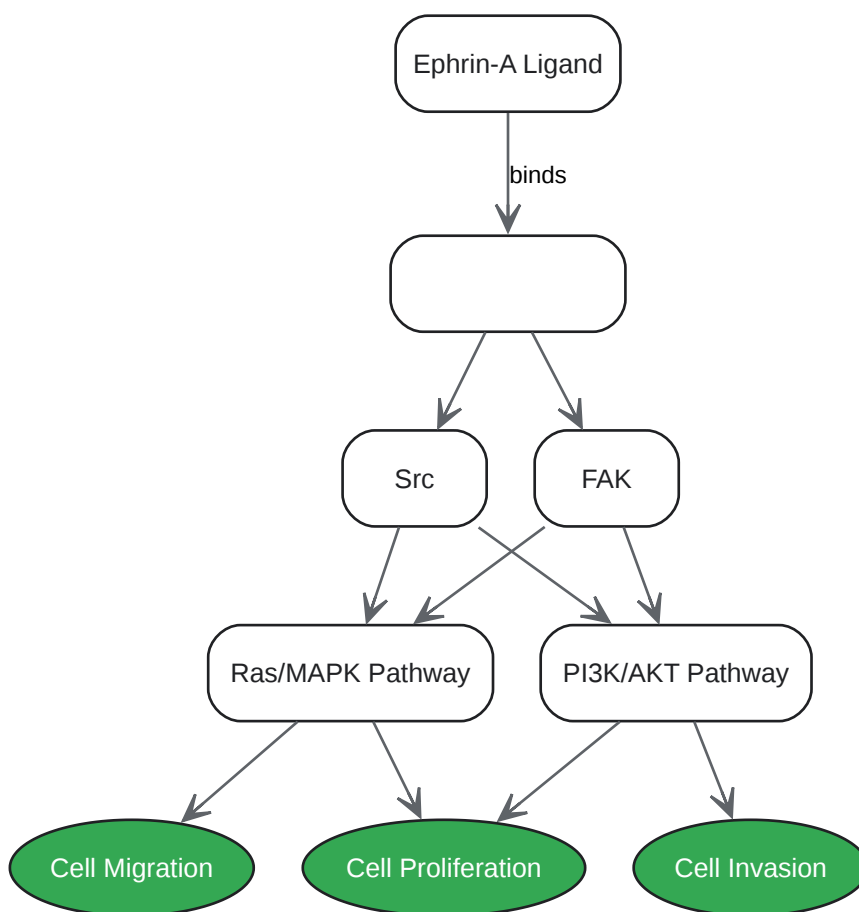 Ephrin-A Ligand
binds
Src
FAK
Ras/MAPK Pathway
PI3K/AKT Pathway
Cell Migration
Cell Proliferation
Cell Invasion